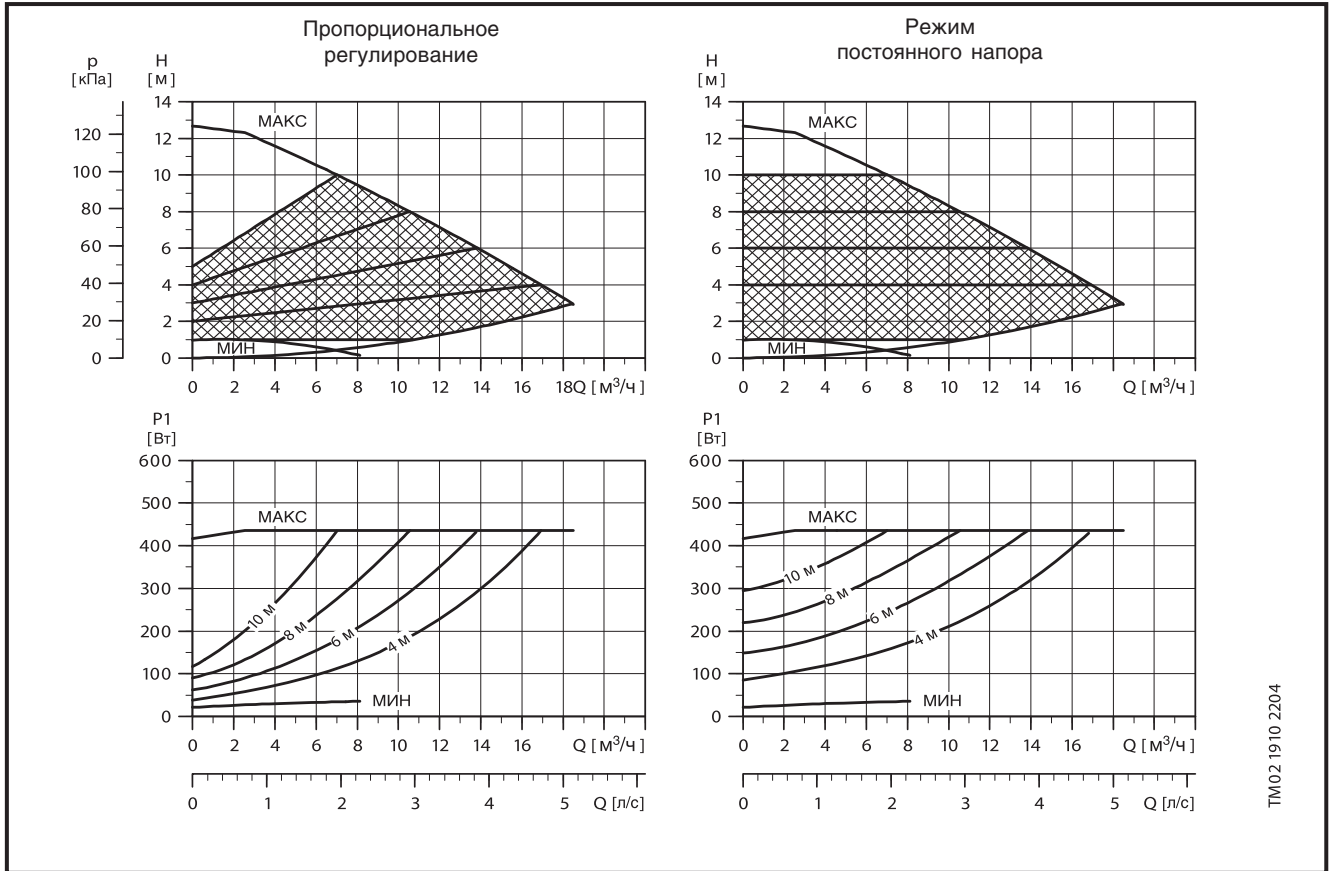 Пропорциональное
регулирование
Режим
постоянного напора
p
[кПа]
H
[м]
H
[м]
14
12
10
8
6
4
2
0
120
100
80
60
40
20
0
МАКС
МИН
0 2 4 6 8 10 12 14 16 18Q [м³/ч]
14
12
10
8
6
4
2
0
МАКС
МИН
0 2 4 6 8 10 12 14 16 Q [м³/ч]
P1
[Вт]
600
500
400
300
200
100
0
МАКС
10 м
8 м
6 м
4 м
МИН
0 2 4 6 8 10 12 14 16 Q [м³/ч]
0 1 2 3 4 5 Q [л/с]
P1
[Вт]
600
500
400
300
200
100
0
МАКС
10 м
8 м
6 м
4 м
МИН
0 2 4 6 8 10 12 14 16 Q [м³/ч]
0 1 2 3 4 5 Q [л/с]
TM02 1910 2204